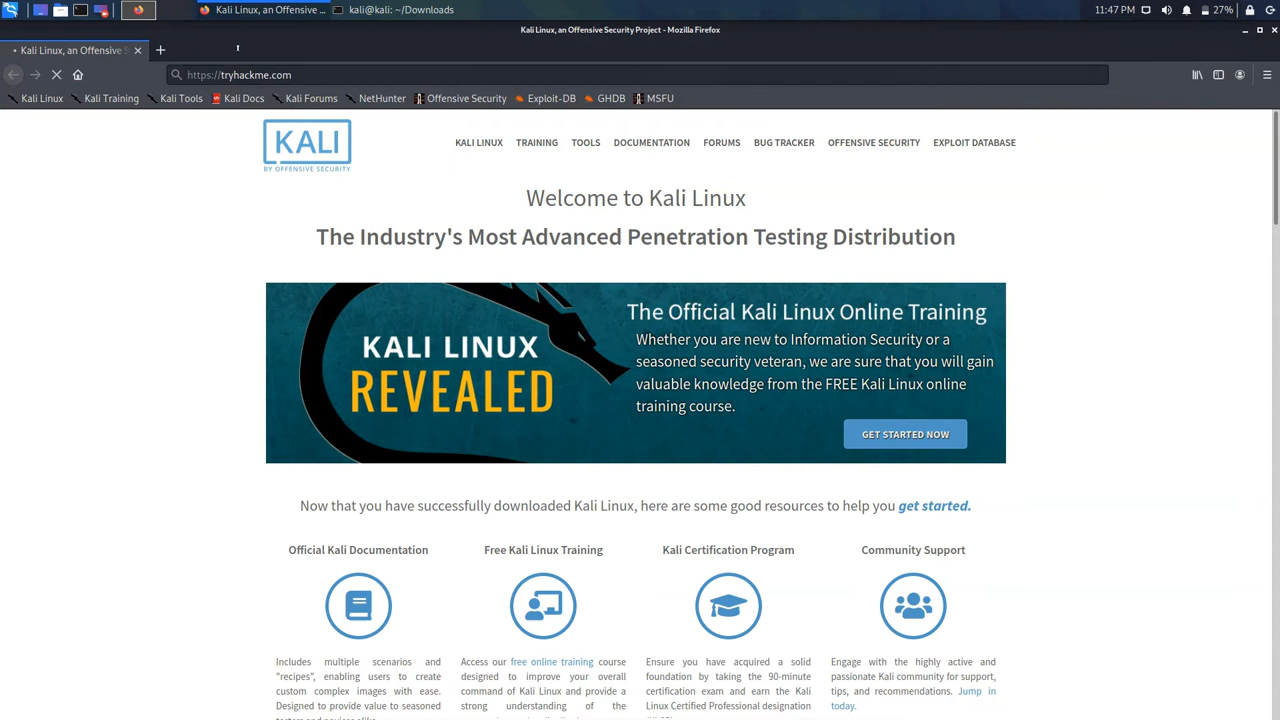 Kali Linux, an Offensive ...
kali@kali: ~/Downloads
11:47 PM
27%
Kali Linux, an Offensive Security Project - Mozilla Firefox
Kali Linux, an Offensive S
https://tryhackme.com
Kali Linux
Kali Training
Kali Tools
Kali Docs
Kali Forums
NetHunter
Offensive Security
Exploit-DB
GHDB
MSFU
KALI
BY OFFENSIVE SECURITY
KALI LINUX
TRAINING
TOOLS
DOCUMENTATION
FORUMS
BUG TRACKER
OFFENSIVE SECURITY
EXPLOIT DATABASE
Welcome to Kali Linux
The Industry's Most Advanced Penetration Testing Distribution
KALI LINUX
REVEALED
The Official Kali Linux Online Training
Whether you are new to Information Security or a
seasoned security veteran, we are sure that you will gain
valuable knowledge from the FREE Kali Linux online
training course.
GET STARTED NOW
Now that you have successfully downloaded Kali Linux, here are some good resources to help you get started.
Official Kali Documentation
Includes multiple scenarios and
"recipes", enabling users to create
custom complex images with ease.
Designed to provide value to seasoned
Free Kali Linux Training
Access our free online training course
designed to improve your overall
command of Kali Linux and provide a
strong understanding of the
Kali Certification Program
Ensure you have acquired a solid
foundation by taking the 90-minute
certification exam and earn the Kali
Linux Certified Professional designation
Community Support
Engage with the highly active and
passionate Kali community for support,
tips, and recommendations. Jump in
today.